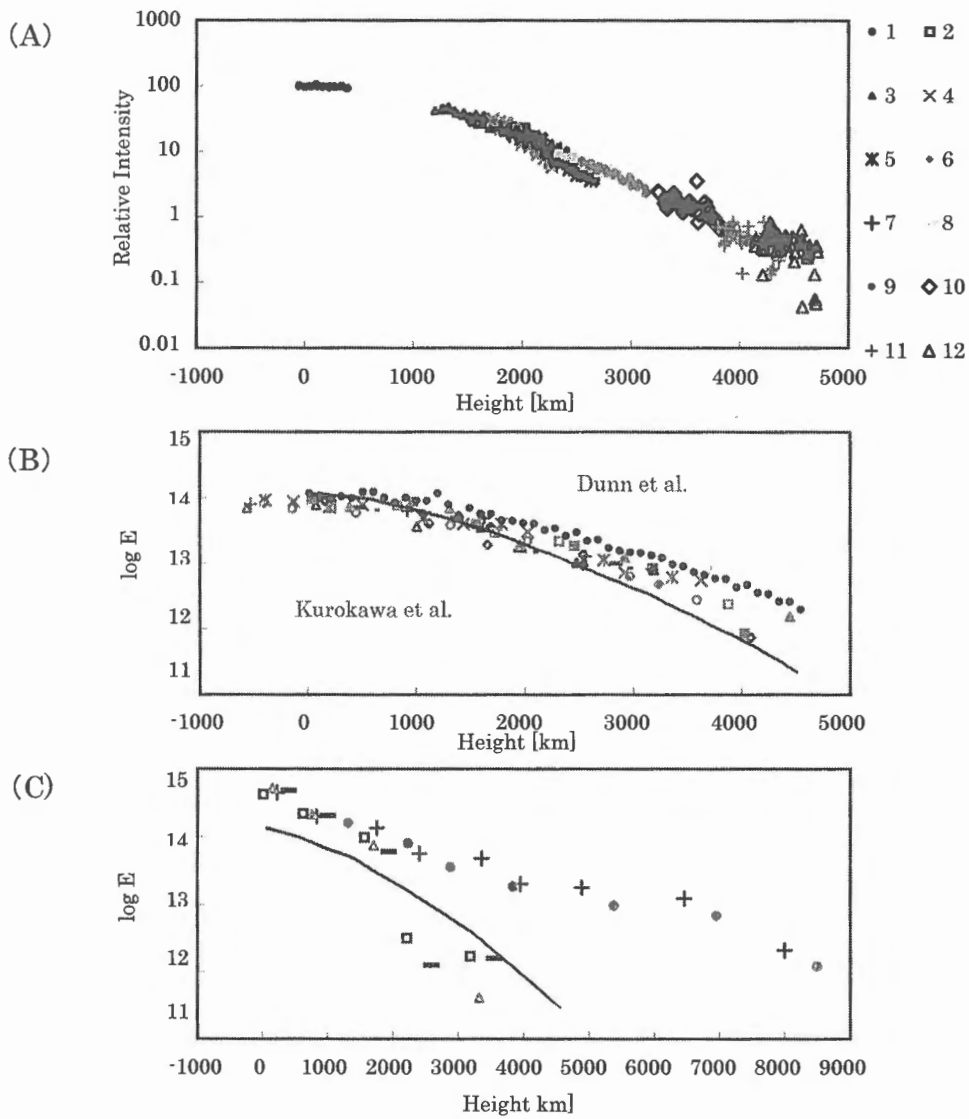 (A)
1000
100
10
1
0.1
0.01
Relative Intensity
-1000 0 1000 2000 3000 4000 5000
Height [km]
1 2
3 4
5 6
7 8
9 10
11 12
(B)
15
14
13
12
11
log E
Dunn et al.
Kurokawa et al.
-1000 0 1000 2000 3000 4000 5000
Height [km]
(C)
15
14
13
12
11
log E
-1000 0 1000 2000 3000 4000 5000 6000 7000 8000 9000
Height km]